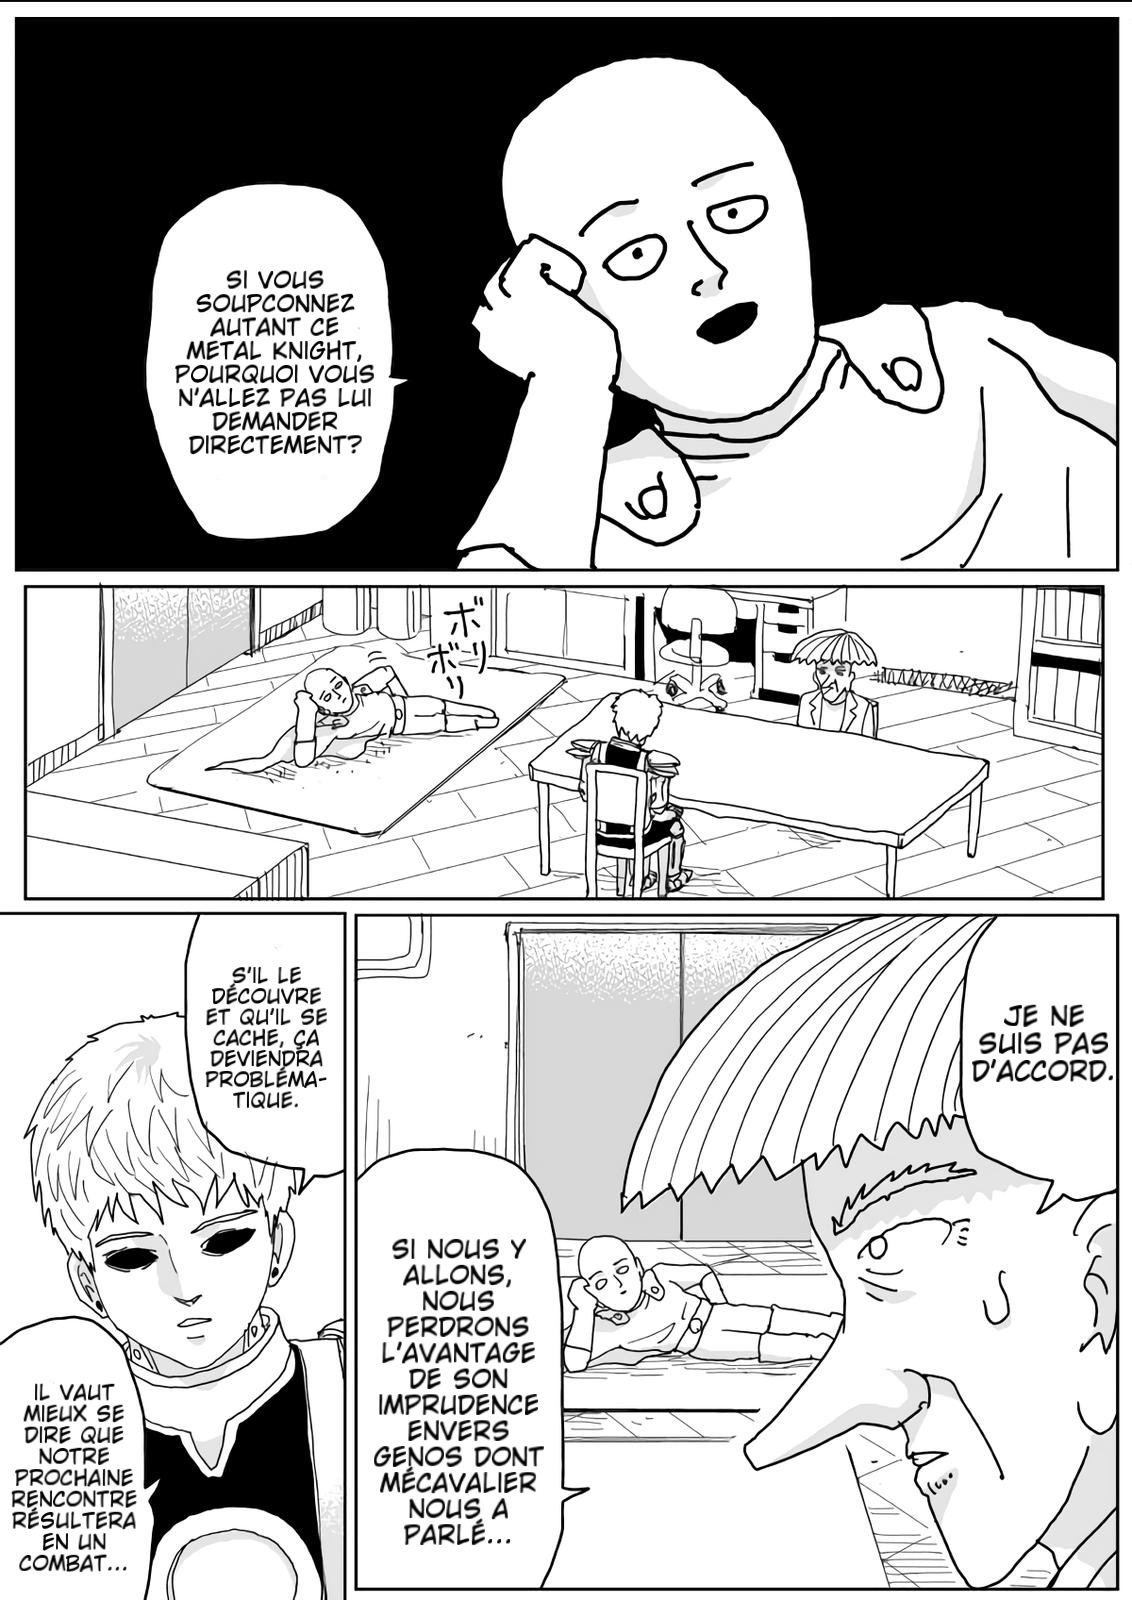 SI VOUS
SOUPCONNEZ
AUTANT CE
METAL KNIGHT,
POURQUOI VOUS
N'ALLEZ PAS LUI
DEMANDER
DIRECTEMENT?
ボリ
ボリ
JE NE
SUIS PAS
D'ACCORD.
SI NOUS Y
ALLONS,
NOUS
PERDRONS
L'AVANTAGE
DE SON
IMPRUDENCE
ENVERS
GENOS DONT
MÉCAVALIER
NOUS A
PARLÉ...
S'IL LE
DÉCOUVRE
ET QU'IL SE
CACHE, ÇA
DEVIENDRA
PROBLÉMA-
TIQUE.
IL VAUT
MIEUX SE
DIRE QUE
NOTRE
PROCHAINE
RENCONTRE
RÉSULTERA
EN UN
COMBAT...